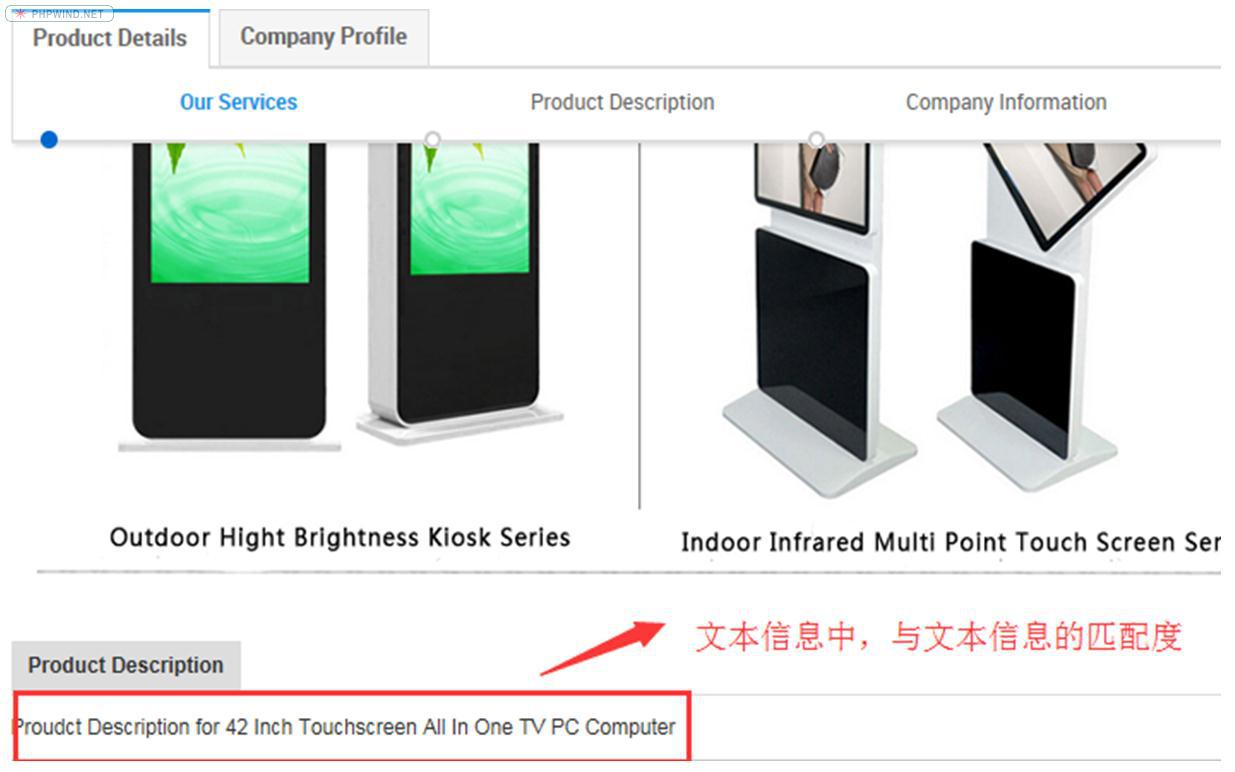 PHPWIND.NET
Product Details
Company Profile
Our Services
Product Description
Company Information
Outdoor Hight Brightness Kiosk Series
Indoor Infrared Multi Point Touch Screen Ser
文本信息中，与文本信息的匹配度
Product Description
Proudct Description for 42 Inch Touchscreen All In One TV PC Computer